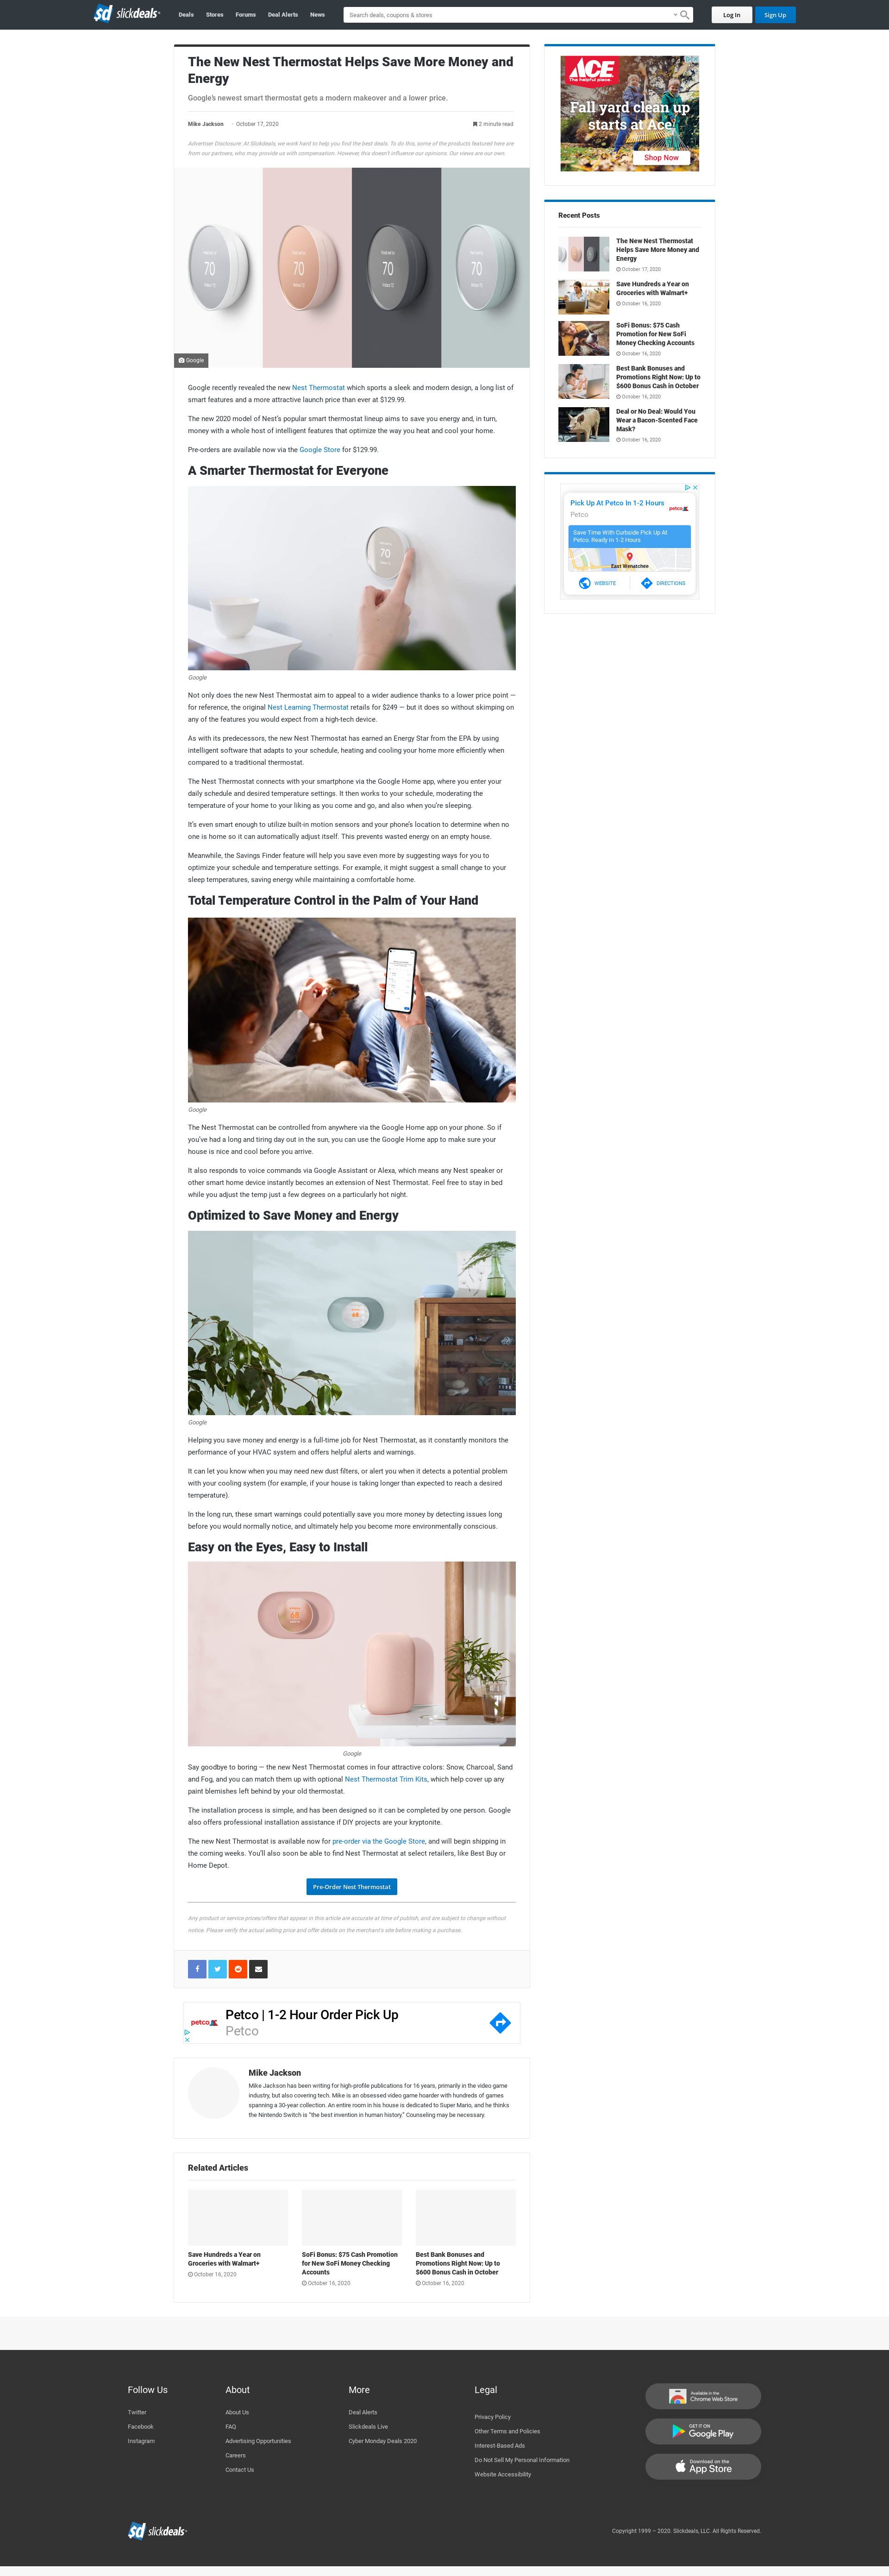 sd slickdeals
Deals
Stores
Forums
Deal Alerts
News
Search deals, coupons & stores
Log In
Sign Up
The New Nest Thermostat Helps Save More Money and
Energy
Google's newest smart thermostat gets a modern makeover and a lower price.
Mike Jackson · October 17, 2020
2 minute read
Advertiser Disclosure: At Slickdeals, we work hard to help you find the best deals. To do this, some of the products featured here are
from our partners, who may provide us with compensation. However, this doesn't influence our opinions. Our views are our own.
70
70
70
70
Google
Google recently revealed the new Nest Thermostat which sports a sleek and modern design, a long list of
smart features and a more attractive launch price than ever at $129.99.
The new 2020 model of Nest's popular smart thermostat lineup aims to save you energy and, in turn,
money with a whole host of intelligent features that optimize the way you heat and cool your home.
Pre-orders are available now via the Google Store for $129.99.
A Smarter Thermostat for Everyone
70
Google
Not only does the new Nest Thermostat aim to appeal to a wider audience thanks to a lower price point —
for reference, the original Nest Learning Thermostat retails for $249 — but it does so without skimping on
any of the features you would expect from a high-tech device.
As with its predecessors, the new Nest Thermostat has earned an Energy Star from the EPA by using
intelligent software that adapts to your schedule, heating and cooling your home more efficiently when
compared to a traditional thermostat.
The Nest Thermostat connects with your smartphone via the Google Home app, where you enter your
daily schedule and desired temperature settings. It then works to your schedule, moderating the
temperature of your home to your liking as you come and go, and also when you're sleeping.
It's even smart enough to utilize built-in motion sensors and your phone's location to determine when no
one is home so it can automatically adjust itself. This prevents wasted energy on an empty house.
Meanwhile, the Savings Finder feature will help you save even more by suggesting ways for you to
optimize your schedule and temperature settings. For example, it might suggest a small change to your
sleep temperatures, saving energy while maintaining a comfortable home.
Total Temperature Control in the Palm of Your Hand
Google
The Nest Thermostat can be controlled from anywhere via the Google Home app on your phone. So if
you've had a long and tiring day out in the sun, you can use the Google Home app to make sure your
house is nice and cool before you arrive.
It also responds to voice commands via Google Assistant or Alexa, which means any Nest speaker or
other smart home device instantly becomes an extension of Nest Thermostat. Feel free to stay in bed
while you adjust the temp just a few degrees on a particularly hot night.
Optimized to Save Money and Energy
68
Google
Helping you save money and energy is a full-time job for Nest Thermostat, as it constantly monitors the
performance of your HVAC system and offers helpful alerts and warnings.
It can let you know when you may need new dust filters, or alert you when it detects a potential problem
with your cooling system (for example, if your house is taking longer than expected to reach a desired
temperature).
In the long run, these smart warnings could potentially save you more money by detecting issues long
before you would normally notice, and ultimately help you become more environmentally conscious.
Easy on the Eyes, Easy to Install
68
Google
Say goodbye to boring — the new Nest Thermostat comes in four attractive colors: Snow, Charcoal, Sand
and Fog, and you can match them up with optional Nest Thermostat Trim Kits, which help cover up any
paint blemishes left behind by your old thermostat.
The installation process is simple, and has been designed so it can be completed by one person. Google
also offers professional installation assistance if DIY projects are your kryptonite.
The new Nest Thermostat is available now for pre-order via the Google Store, and will begin shipping in
the coming weeks. You'll also soon be able to find Nest Thermostat at select retailers, like Best Buy or
Home Depot.
Pre-Order Nest Thermostat
Any product or service prices/offers that appear in this article are accurate at time of publish, and are subject to change without
notice. Please verify the actual selling price and offer details on the merchant's site before making a purchase.
petco
Petco | 1-2 Hour Order Pick Up
Petco
Mike Jackson
Mike Jackson has been writing for high-profile publications for 16 years, primarily in the video game
industry, but also covering tech. Mike is an obsessed video game hoarder with hundreds of games
spanning a 30-year collection. An entire room in his house is dedicated to Super Mario, and he thinks
the Nintendo Switch is "the best invention in human history." Counseling may be necessary.
Related Articles
Save Hundreds a Year on
Groceries with Walmart+
October 16, 2020
SoFi Bonus: $75 Cash Promotion
for New SoFi Money Checking
Accounts
October 16, 2020
Best Bank Bonuses and
Promotions Right Now: Up to
$600 Bonus Cash in October
October 16, 2020
ACE
The helpful place.
Fall yard clean up
starts at Ace!
Shop Now
Recent Posts
The New Nest Thermostat
Helps Save More Money and
Energy
October 17, 2020
Save Hundreds a Year on
Groceries with Walmart+
October 16, 2020
SoFi Bonus: $75 Cash
Promotion for New SoFi
Money Checking Accounts
October 16, 2020
Best Bank Bonuses and
Promotions Right Now: Up to
$600 Bonus Cash in October
October 16, 2020
Deal or No Deal: Would You
Wear a Bacon-Scented Face
Mask?
October 16, 2020
Pick Up At Petco In 1-2 Hours
Petco
petco
Save Time With Curbside Pick Up At
Petco. Ready In 1-2 Hours
East Wenatchee
WEBSITE
DIRECTIONS
Follow Us
Twitter
Facebook
Instagram
About
About Us
FAQ
Advertising Opportunities
Careers
Contact Us
More
Deal Alerts
Slickdeals Live
Cyber Monday Deals 2020
Legal
Privacy Policy
Other Terms and Policies
Interest-Based Ads
Do Not Sell My Personal Information
Website Accessibility
Available in the
Chrome Web Store
GET IT ON
Google Play
Download on the
App Store
sd slickdeals
Copyright 1999 – 2020. Slickdeals, LLC. All Rights Reserved.